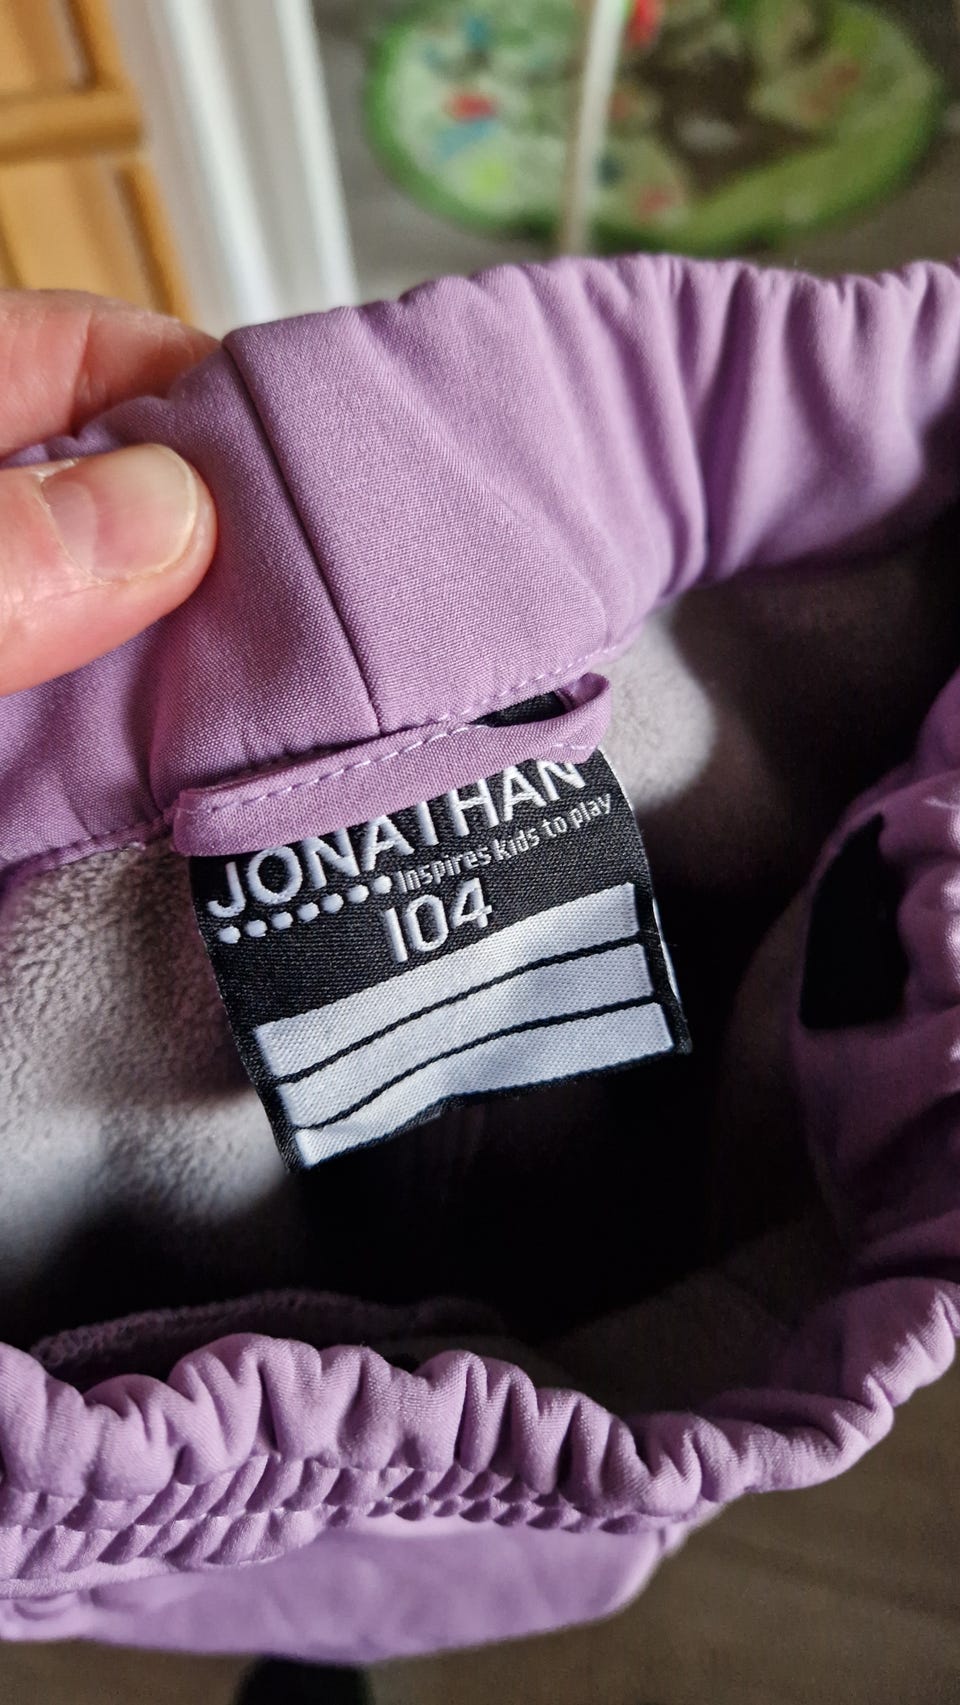 JONATHAN
Inspires kids to play
104